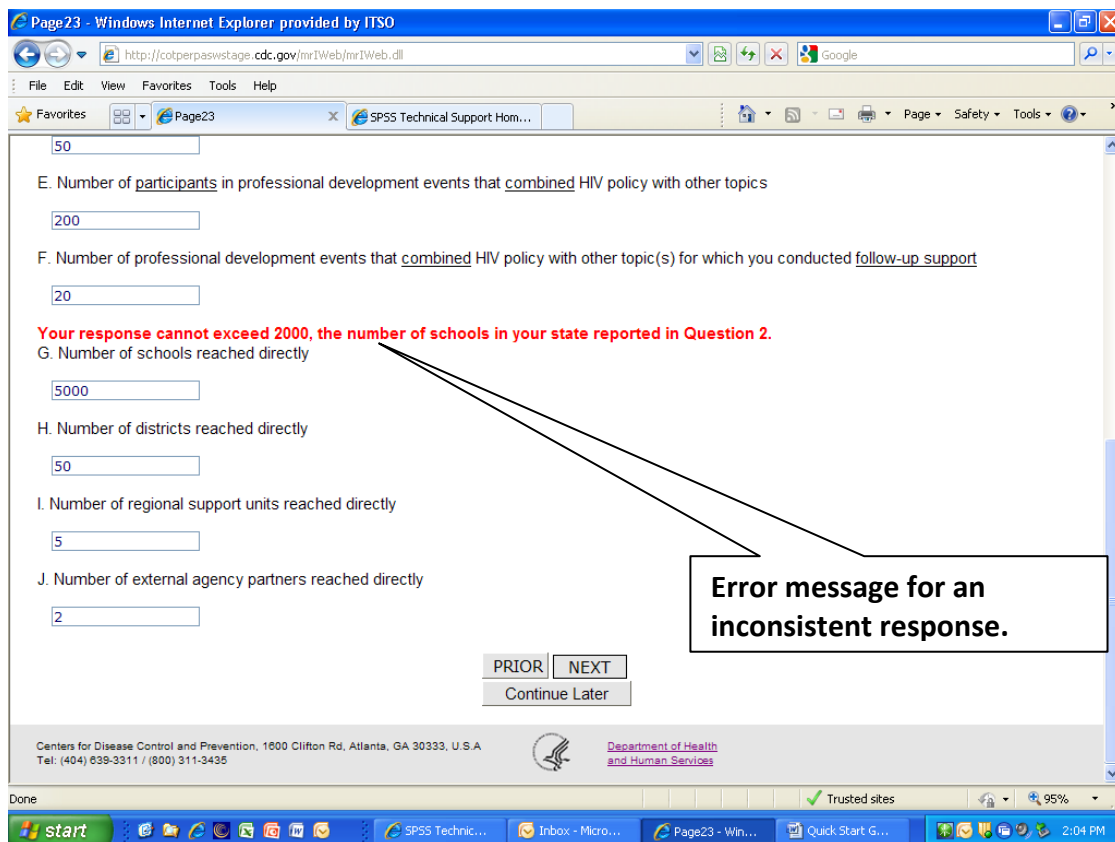 Page23 - Windows Internet Explorer provided by ITSO
http://cotperpaswstage.cdc.gov/mrIWeb/mrIWeb.dll
Google
File Edit View Favorites Tools Help
Favorites
Page23
SPSS Technical Support Hom...
Page
Safety
Tools
50
E. Number of participants in professional development events that combined HIV policy with other topics
200
F. Number of professional development events that combined HIV policy with other topic(s) for which you conducted follow-up support
20
Your response cannot exceed 2000, the number of schools in your state reported in Question 2.
G. Number of schools reached directly
5000
H. Number of districts reached directly
50
I. Number of regional support units reached directly
5
J. Number of external agency partners reached directly
2
Error message for an
inconsistent response.
PRIOR NEXT
Continue Later
Centers for Disease Control and Prevention, 1600 Clifton Rd, Atlanta, GA 30333, U.S.A
Tel: (404) 639-3311 / (800) 311-3435
Department of Health
and Human Services
Done
Trusted sites
95%
start
SPSS Technic...
Inbox - Micro...
Page23 - Win...
Quick Start G...
2:04 PM